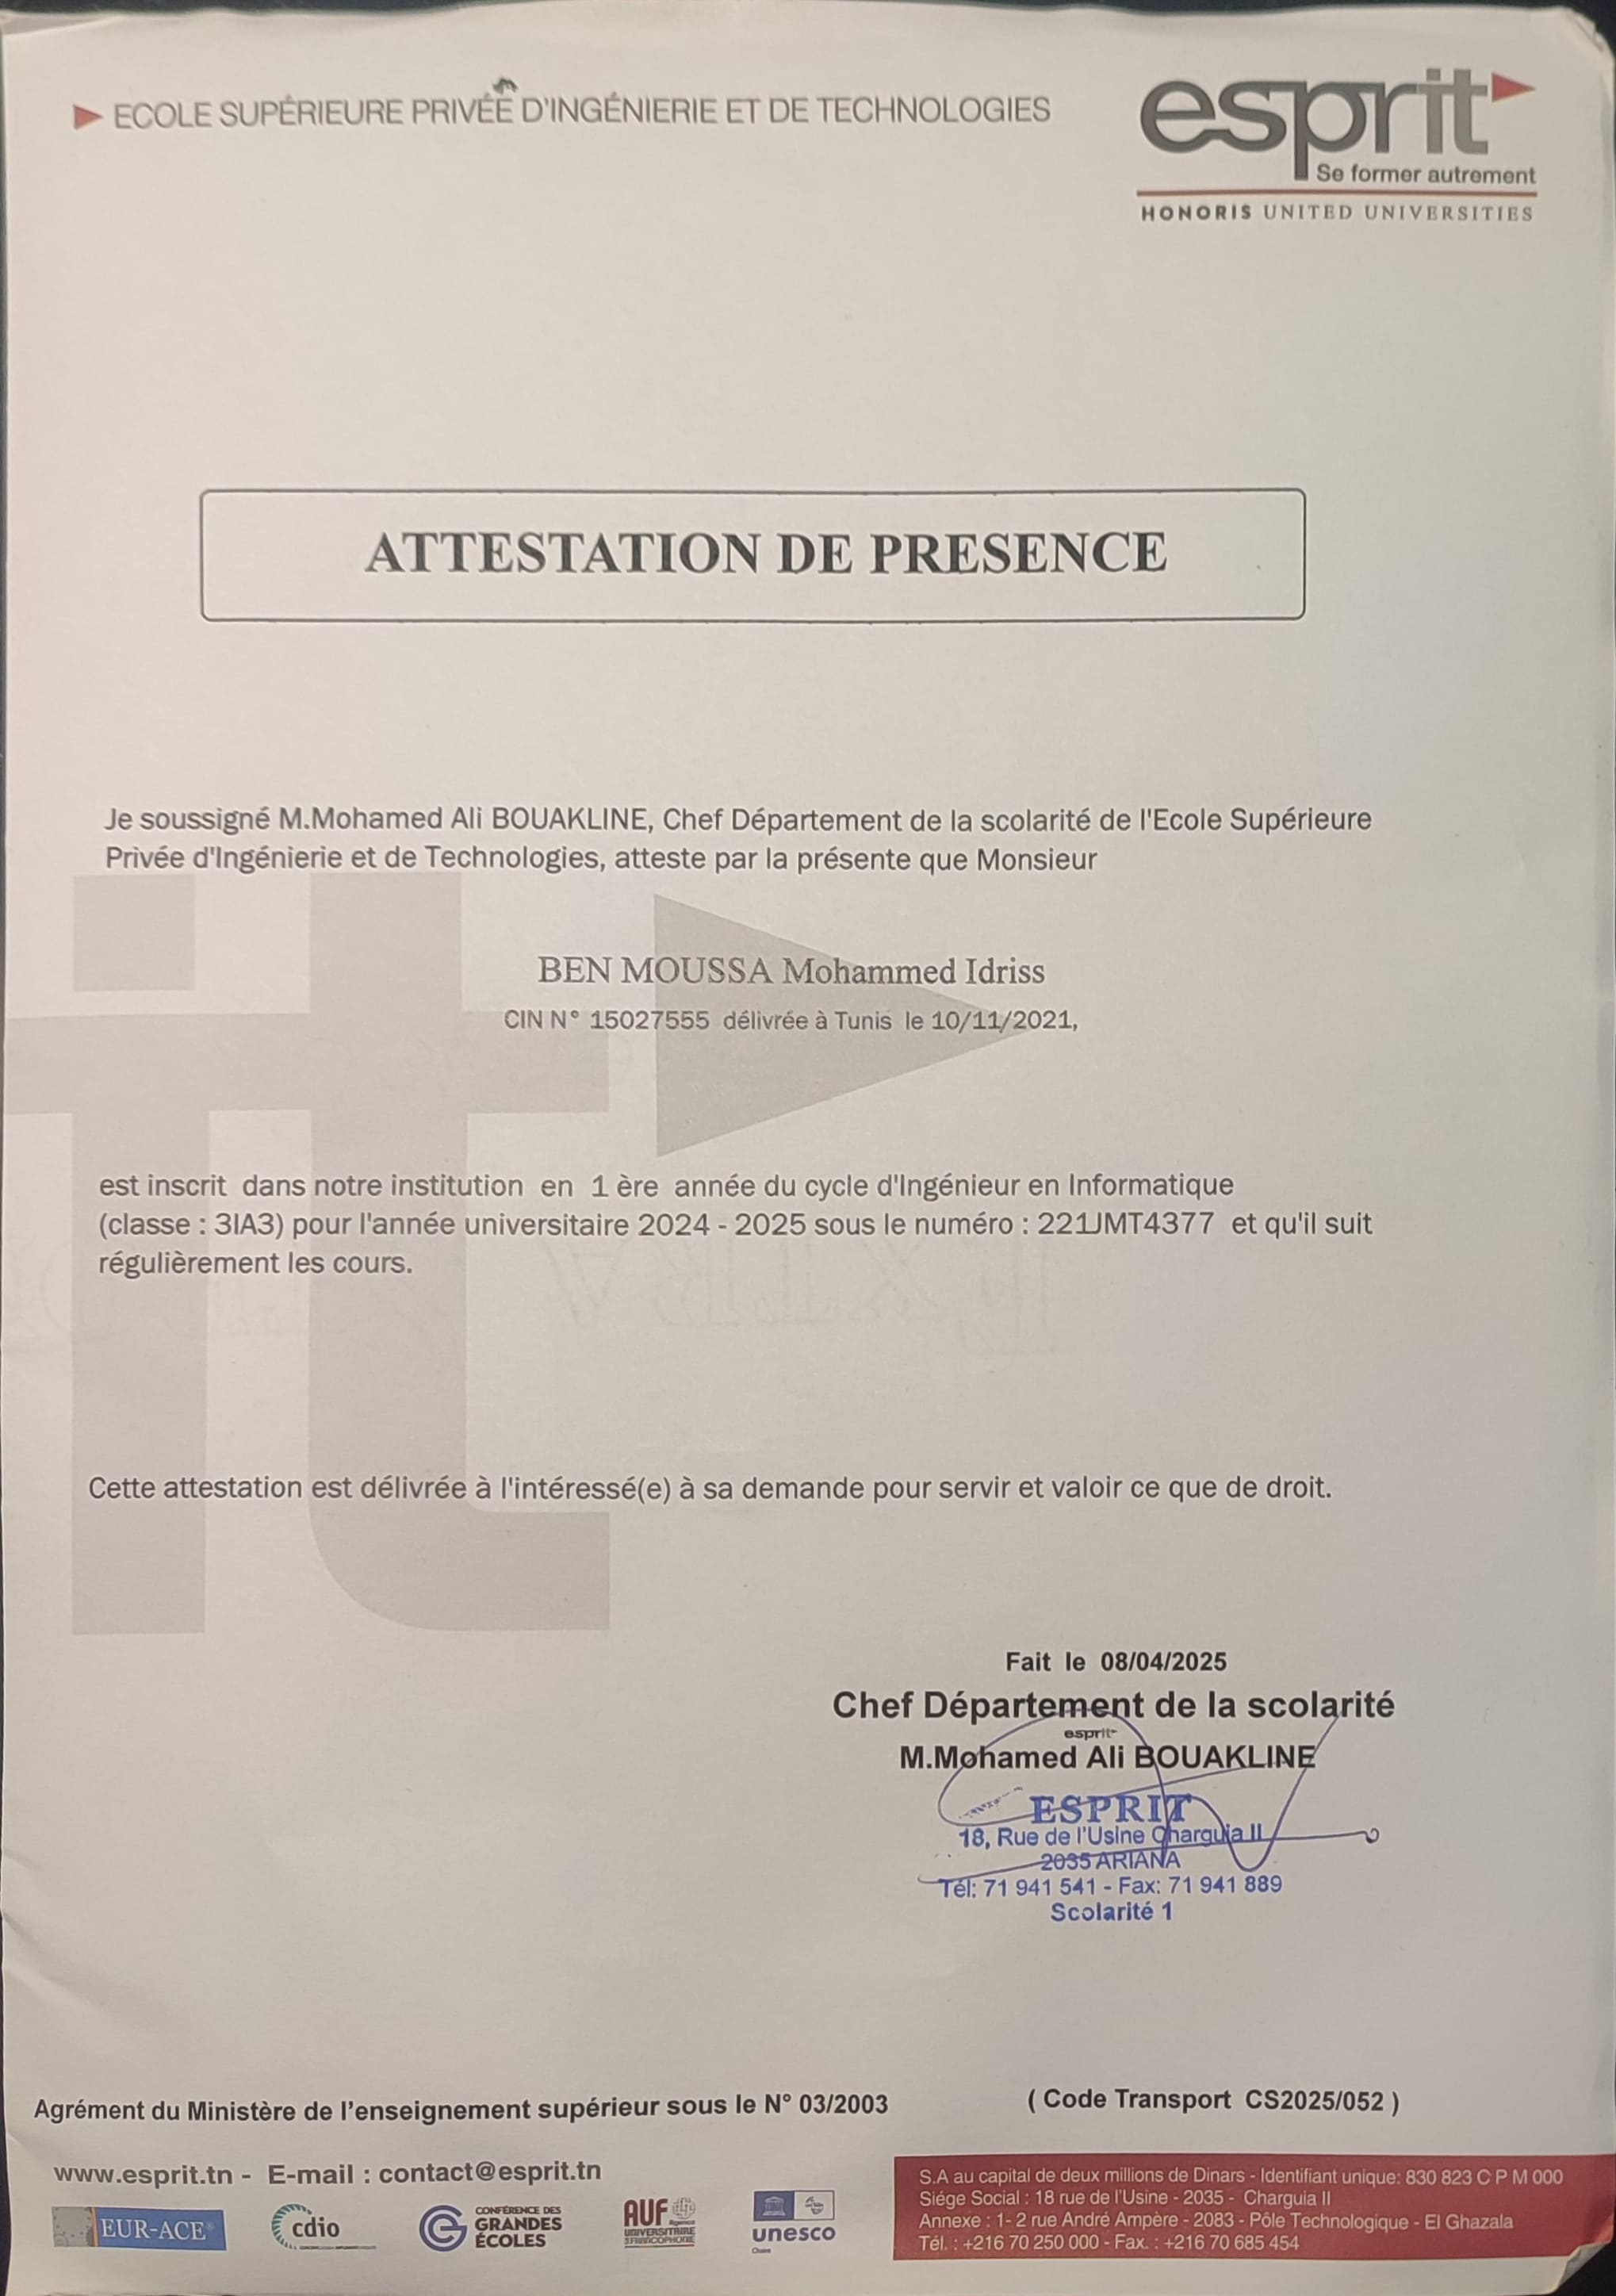 ECOLE SUPÉRIEURE PRIVÉE D'INGÉNIERIE ET DE TECHNOLOGIES
esprit
Se former autrement
HONORIS UNITED UNIVERSITIES
ATTESTATION DE PRESENCE
Je soussigné M.Mohamed Ali BOUAKLINE, Chef Département de la scolarité de l'Ecole Supérieure
Privée d'Ingénierie et de Technologies, atteste par la présente que Monsieur
BEN MOUSSA Mohammed Idriss
CIN N° 15027555 délivrée à Tunis le 10/11/2021,
est inscrit dans notre institution en 1 ère année du cycle d'Ingénieur en Informatique
(classe : 3IA3) pour l'année universitaire 2024 - 2025 sous le numéro : 221JMT4377 et qu'il suit
régulièrement les cours.
Cette attestation est délivrée à l'intéressé(e) à sa demande pour servir et valoir ce que de droit.
Fait le 08/04/2025
Chef Département de la scolarité
esprit
M.Mohamed Ali BOUAKLINE
ESPRIT
18, Rue de l'Usine Charguia II
2035 ARIANA
Tél: 71 941 541 - Fax: 71 941 889
Scolarité 1
Agrément du Ministère de l'enseignement supérieur sous le N° 03/2003
( Code Transport CS2025/052 )
www.esprit.tn - E-mail : contact@esprit.tn
EUR-ACE
cdio
CONFÉRENCE DES
GRANDES
ÉCOLES
AUF
UNIVERSITAIRE
FRANCOPHONIE
unesco
Chaire
S.A au capital de deux millions de Dinars - Identifiant unique: 830 823 C P M 000
Siége Social : 18 rue de l'Usine - 2035 - Charguia II
Annexe : 1- 2 rue André Ampère - 2083 - Pôle Technologique - El Ghazala
Tél. : +216 70 250 000 - Fax. : +216 70 685 454